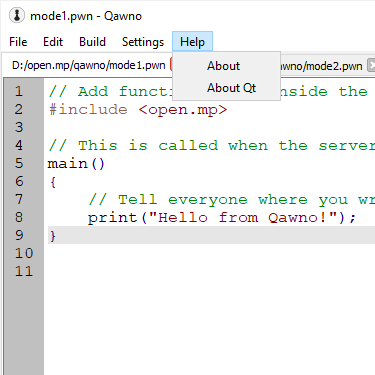 mode1.pwn - Qawno
File Edit Build Settings Help
About
About Qt
D:/open.mp/qawno/mode1.pwn awno/mode2.pwn
1 // Add functi nside the
2 #include <open.mp>
3
4 // This is called when the server
5 main()
6 {
7 // Tell everyone where you wr
8 print("Hello from Qawno!");
9 }
10
11